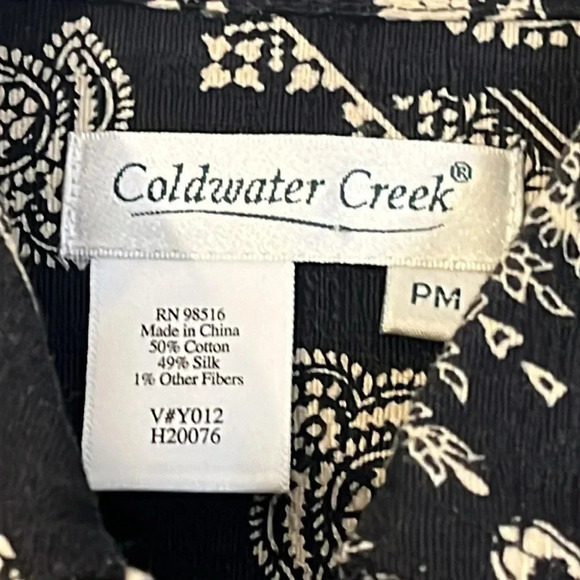 Coldwater Creek®
PM
RN 98516
Made in China
50% Cotton
49% Silk
1% Other Fibers
V#Y012
H20076